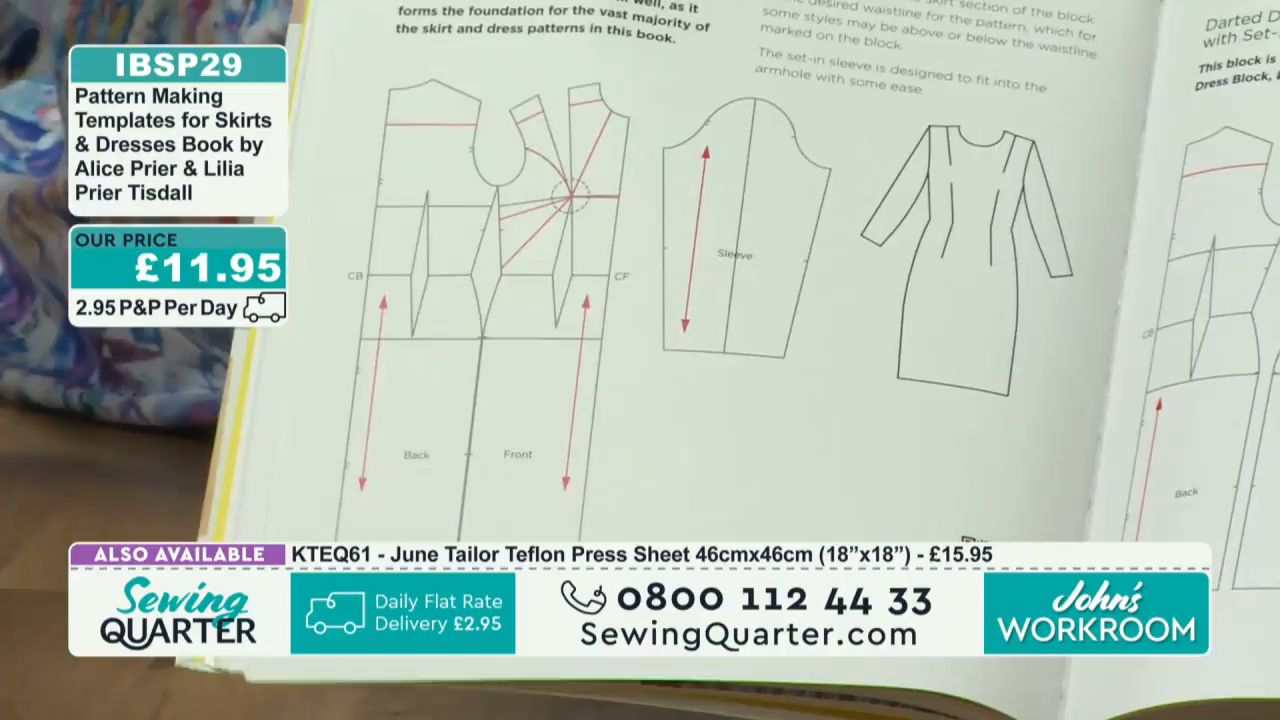 IBSP29
Pattern Making
Templates for Skirts
& Dresses Book by
Alice Prier & Lilia
Prier Tisdall
OUR PRICE
£11.95
2.95 P&P Per Day
well, as it
forms the foundation for the vast majority of
the skirt and dress patterns in this book.
skirt section of the block
desired waistline for the pattern, which for
some styles may be above or below the waistline
marked on the block.
The set-in sleeve is designed to fit into the
armhole with some ease.
CB
CF
Sleeve
Back
Front
Darted D
with Set-
This block is
Dress Block,
CB
Back
ALSO AVAILABLE
KTEQ61 - June Tailor Teflon Press Sheet 46cmx46cm (18”x18”) - £15.95
Sewing
QUARTER
Daily Flat Rate
Delivery £2.95
0800 112 44 33
SewingQuarter.com
John's
WORKROOM